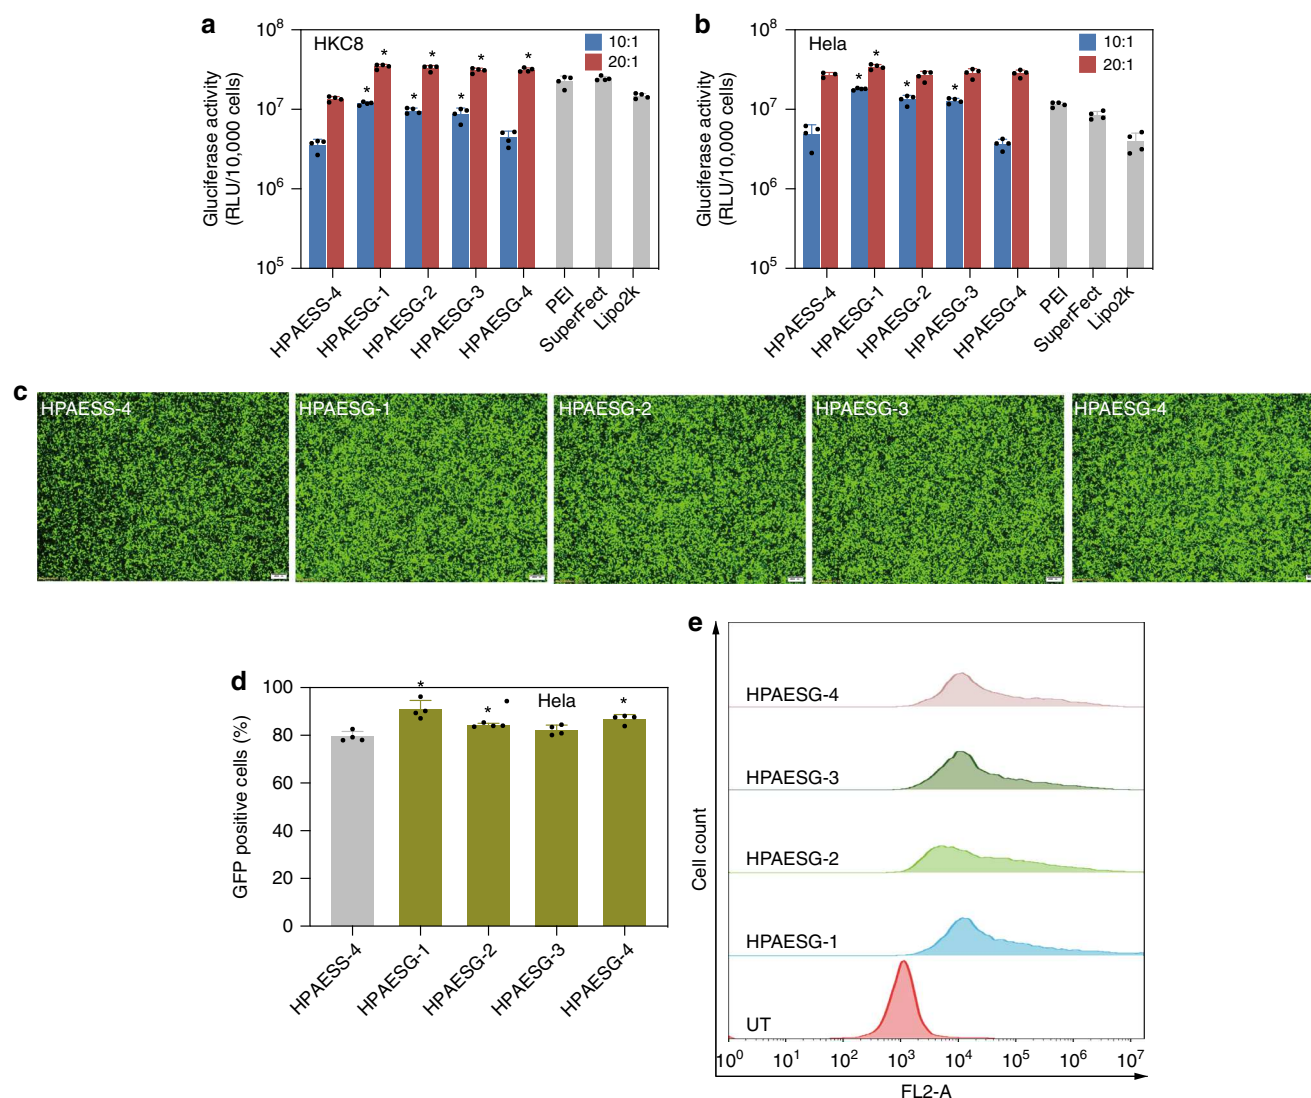 a
HKC8
10:1
20:1
Gluciferase activity
(RLU/10,000 cells)
10^8
10^7
10^6
10^5
* * * * * * *
HPAESS-4
HPAESG-1
HPAESG-2
HPAESG-3
HPAESG-4
PEI
SuperFect
Lipo2k
b
Hela
10:1
20:1
Gluciferase activity
(RLU/10,000 cells)
10^8
10^7
10^6
10^5
* * * *
HPAESS-4
HPAESG-1
HPAESG-2
HPAESG-3
HPAESG-4
PEI
SuperFect
Lipo2k
c
HPAESS-4
HPAESG-1
HPAESG-2
HPAESG-3
HPAESG-4
d
Hela
GFP positive cells (%)
100
80
60
40
20
0
* * *
HPAESS-4
HPAESG-1
HPAESG-2
HPAESG-3
HPAESG-4
e
Cell count
HPAESG-4
HPAESG-3
HPAESG-2
HPAESG-1
UT
10^0 10^1 10^2 10^3 10^4 10^5 10^6 10^7
FL2-A